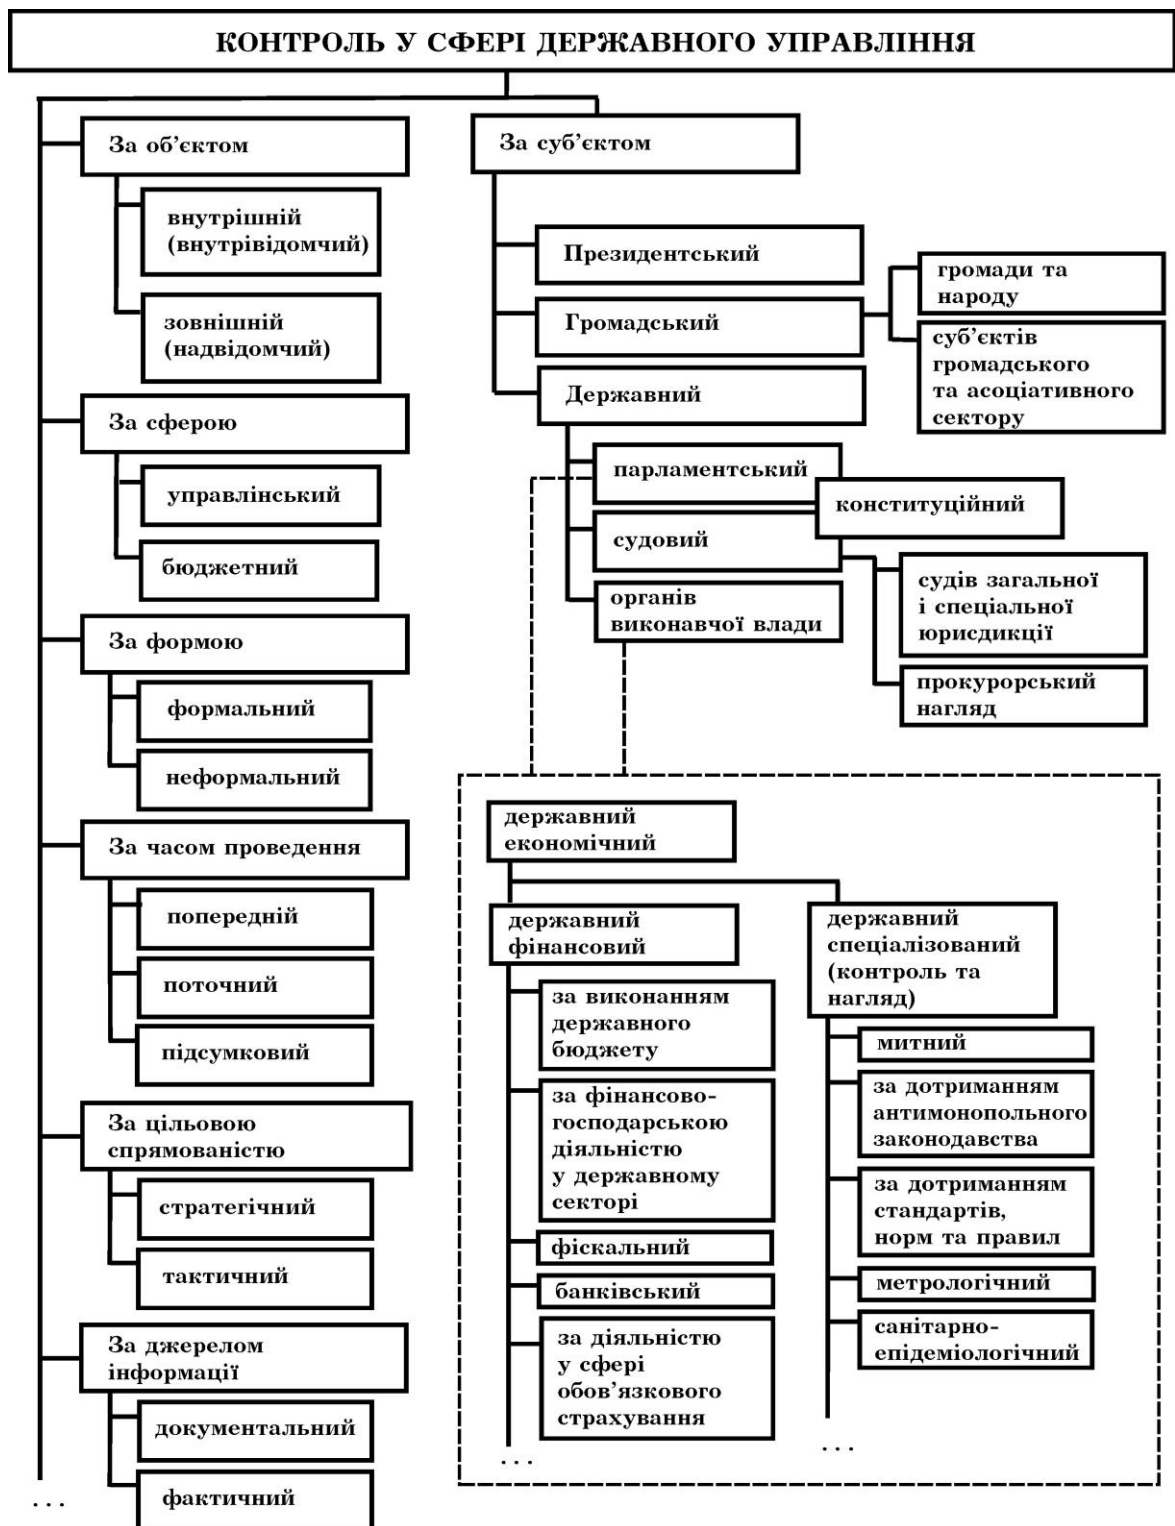 КОНТРОЛЬ У СФЕРІ ДЕРЖАВНОГО УПРАВЛІННЯ
За об’єктом
внутрішній
(внутрівідомчий)
зовнішній
(надвідомчий)
За сферою
управлінський
бюджетний
За формою
формальний
неформальний
За часом проведення
попередній
поточний
підсумковий
За цільовою
спрямованістю
стратегічний
тактичний
За джерелом
інформації
документальний
фактичний
...
За суб’єктом
Президентський
Громадський
громади та
народу
суб’єктів
громадського
та асоціативного
сектору
Державний
парламентський
конституційний
судовий
судів загальної
і спеціальної
юрисдикції
прокурорський
нагляд
органів
виконавчої влади
державний
економічний
державний
фінансовий
за виконанням
державного
бюджету
за фінансово-
господарською
діяльністю
у державному
секторі
фіскальний
банківський
за діяльністю
у сфері
обов’язкового
страхування
...
державний
спеціалізований
(контроль та
нагляд)
митний
за дотриманням
антимонопольного
законодавства
за дотриманням
стандартів,
норм та правил
метрологічний
санітарно-
епідеміологічний
...